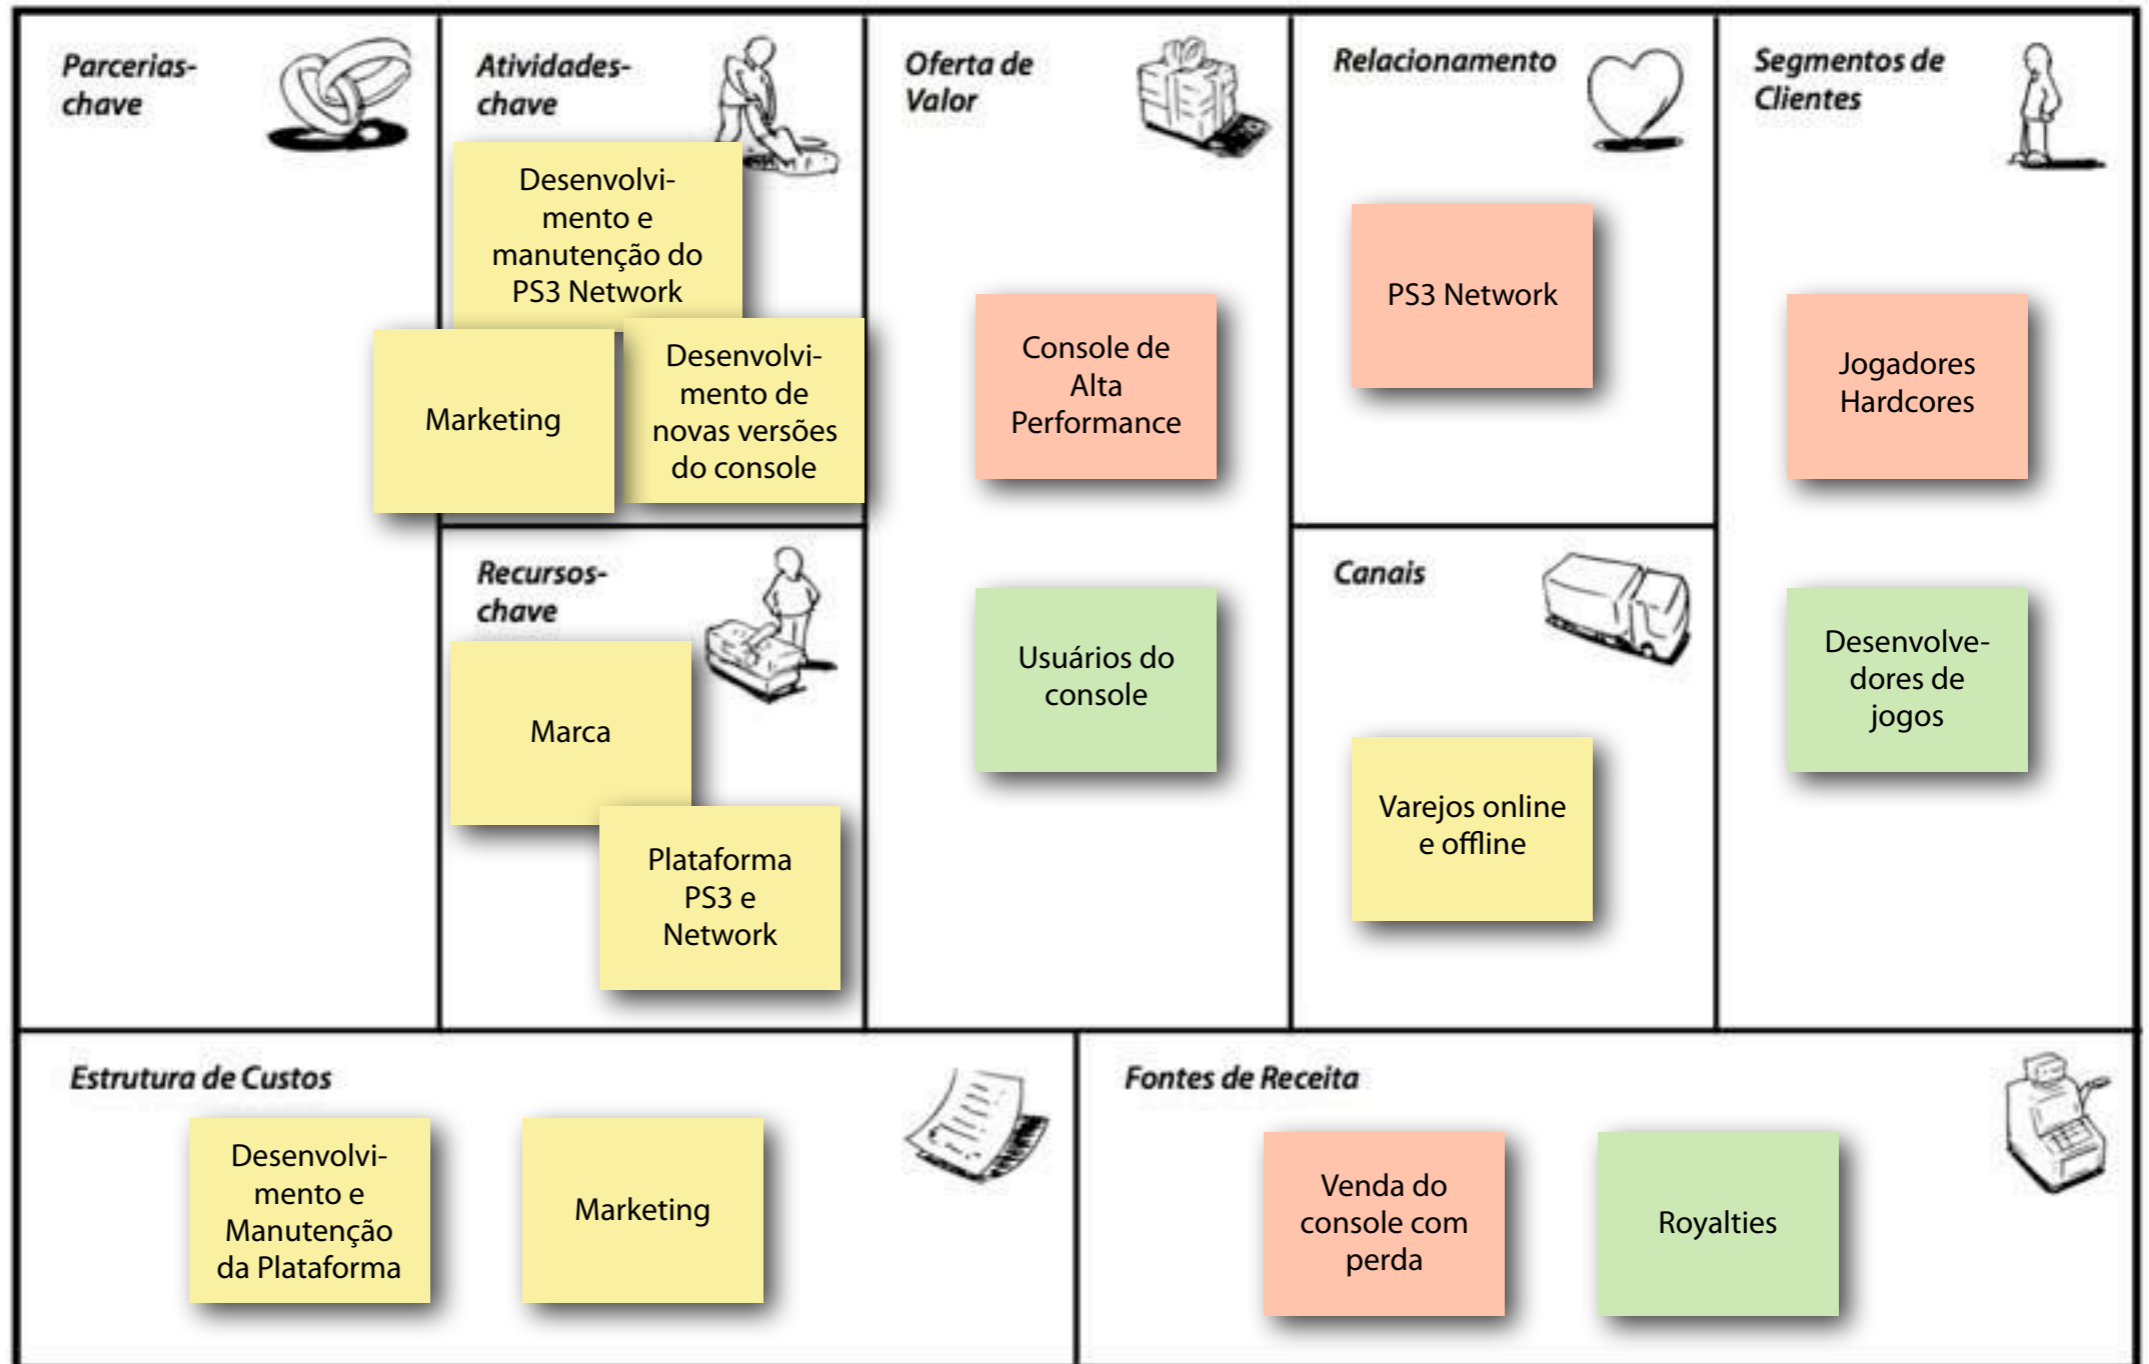 Parcerias-
chave
Atividades-
chave
Desenvolvi-
mento e
manutenção do
PS3 Network
Marketing
Desenvolvi-
mento de
novas versões
do console
Recursos-
chave
Marca
Plataforma
PS3 e
Network
Oferta de
Valor
Console de
Alta
Performance
Usuários do
console
Relacionamento
PS3 Network
Canais
Varejos online
e offline
Segmentos de
Clientes
Jogadores
Hardcores
Desenvolve-
dores de
jogos
Estrutura de Custos
Desenvolvi-
mento e
Manutenção
da Plataforma
Marketing
Fontes de Receita
Venda do
console com
perda
Royalties